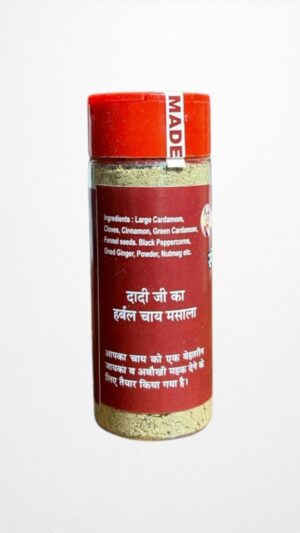 MADE
Ingredients : Large Cardamom,
Cloves, Cinnamon, Green Cardamom,
Fennel seeds. Black Peppercorns,
Dried Ginger, Powder, Nutmeg etc.
दादी जी का
हर्बल चाय मसाला
आपका चाय को एक बेहतरीन
जायका व अनोखी महक देने के
लिए तैयार किया गया है।